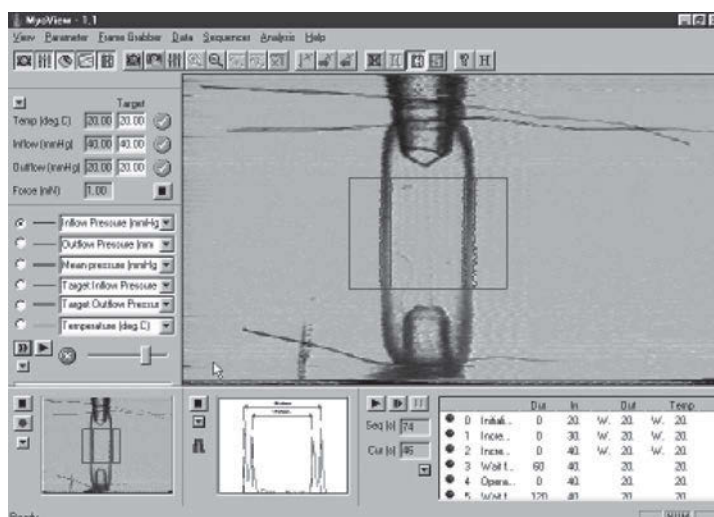 MyoView - 1.1
View Parameter Frame Grabber Data Sequencer Analysis Help
Target
Temp (deg.C) 20.00 20.00
Inflow (mmHg) 40.00 40.00
Outflow (mmHg) 20.00 20.00
Force (mN) 1.00
Inflow Pressure (mmHg
Outflow Pressure (mm
Mean pressure (mmHg
Target Inflow Pressure
Target Outflow Pressur
Temperature (deg.C)
Seq (s) 74
Cur (s) 46
Dur In Out Temp
0 Initiali... 0 20. W. 20. W. 20.
1 Incre... 0 30. W. 20. W. 20.
2 Incre... 0 40. W. 20. W. 20.
3 Wait f... 60 40. 20. 20.
4 Opera... 0 40. 20. 20.
5 Wait f... 120 40. 20. 20.
Ready
NUM